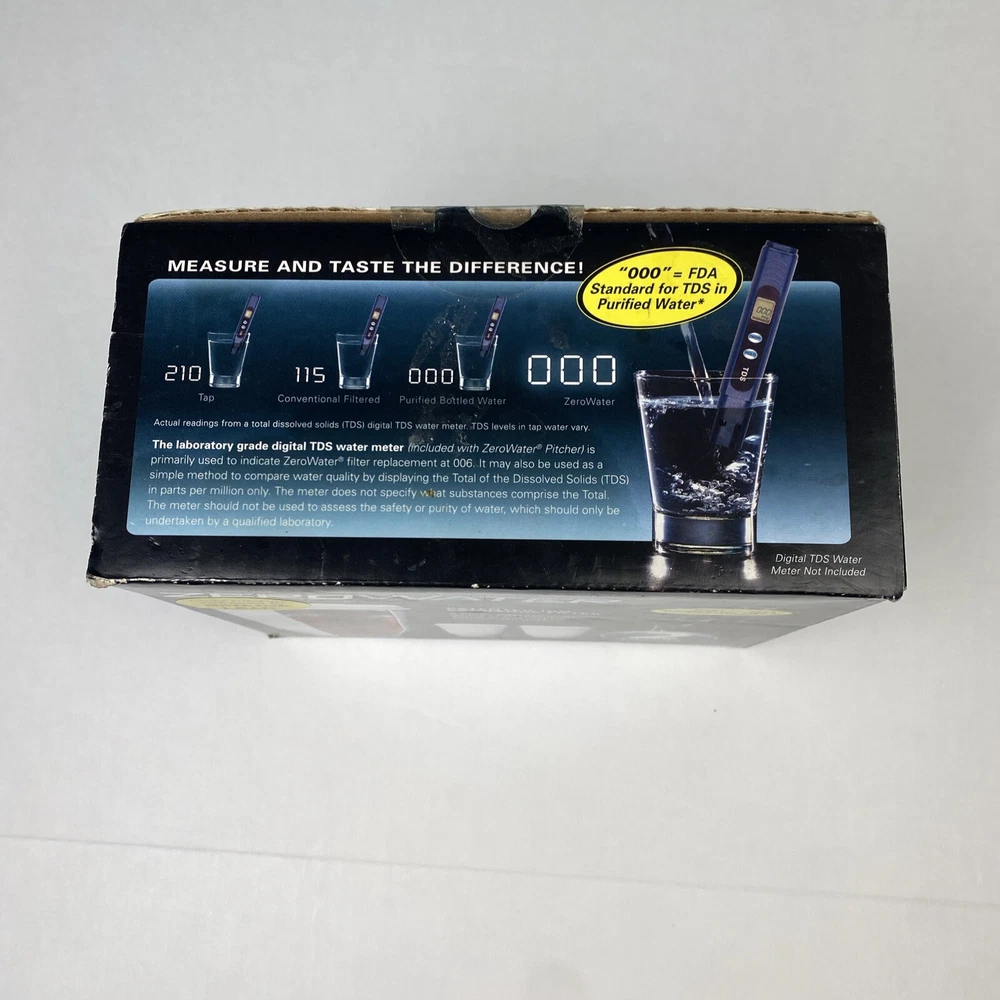 MEASURE AND TASTE THE DIFFERENCE!
"000" = FDA
Standard for TDS in
Purified Water*
210
Tap
115
Conventional Filtered
000
Purified Bottled Water
000
ZeroWater
000
TDS
Actual readings from a total dissolved solids (TDS) digital TDS water meter. TDS levels in tap water vary.
The laboratory grade digital TDS water meter (included with ZeroWater® Pitcher) is
primarily used to indicate ZeroWater® filter replacement at 006. It may also be used as a
simple method to compare water quality by displaying the Total of the Dissolved Solids (TDS)
in parts per million only. The meter does not specify what substances comprise the Total.
The meter should not be used to assess the safety or purity of water, which should only be
undertaken by a qualified laboratory.
Digital TDS Water
Meter Not Included